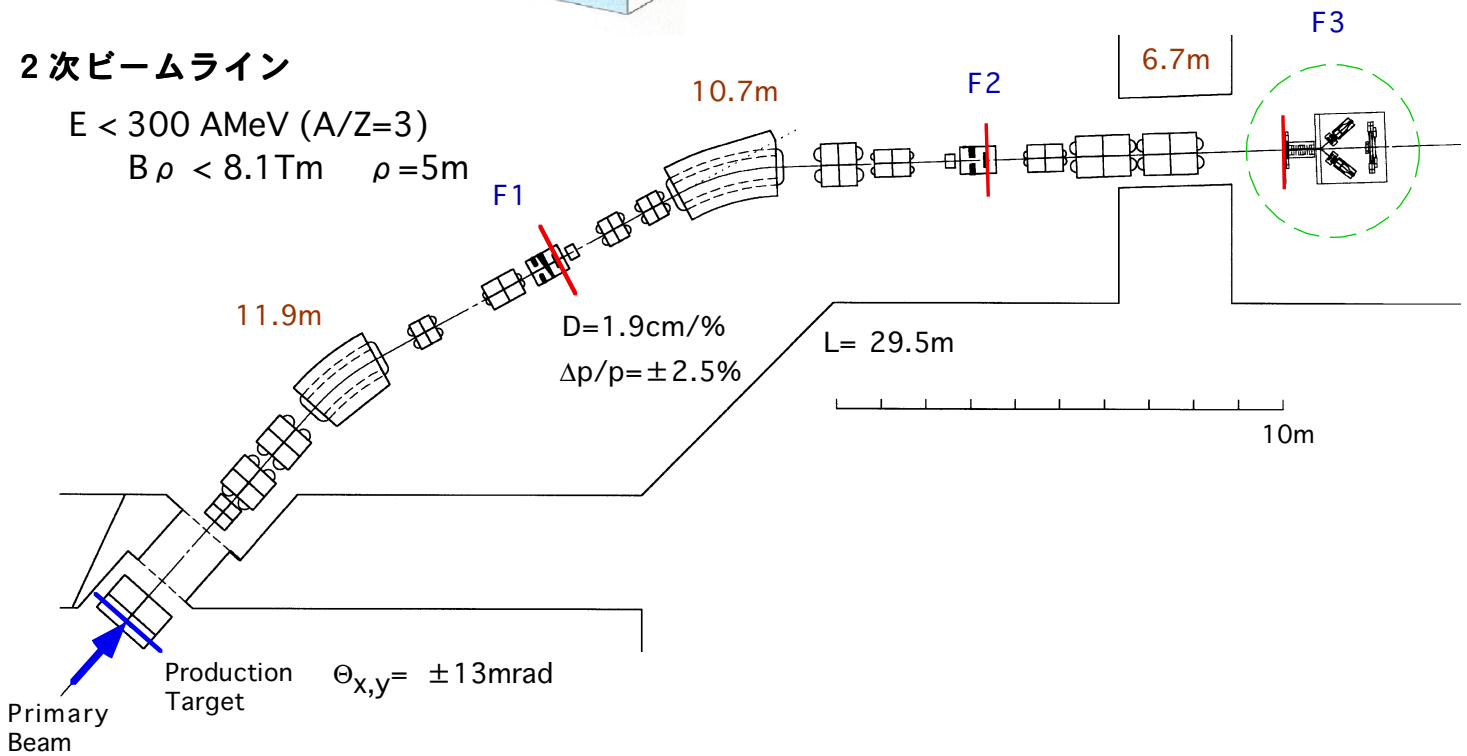 2次ビームライン
E < 300 AMeV (A/Z=3)
Bρ < 8.1Tm ρ=5m
F1
10.7m
F2
6.7m
F3
11.9m
D=1.9cm/%
Δp/p=±2.5%
L= 29.5m
10m
Production
Target
Θx,y= ±13mrad
Primary
Beam